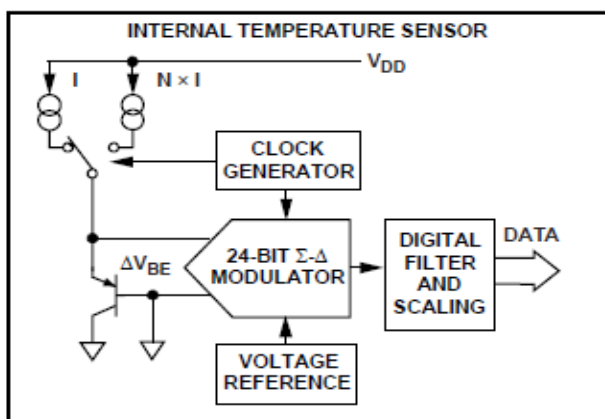 INTERNAL TEMPERATURE SENSOR
I
N × I
VDD
CLOCK
GENERATOR
ΔVBE
24-BIT Σ-Δ
MODULATOR
DIGITAL
FILTER
AND
SCALING
DATA
VOLTAGE
REFERENCE